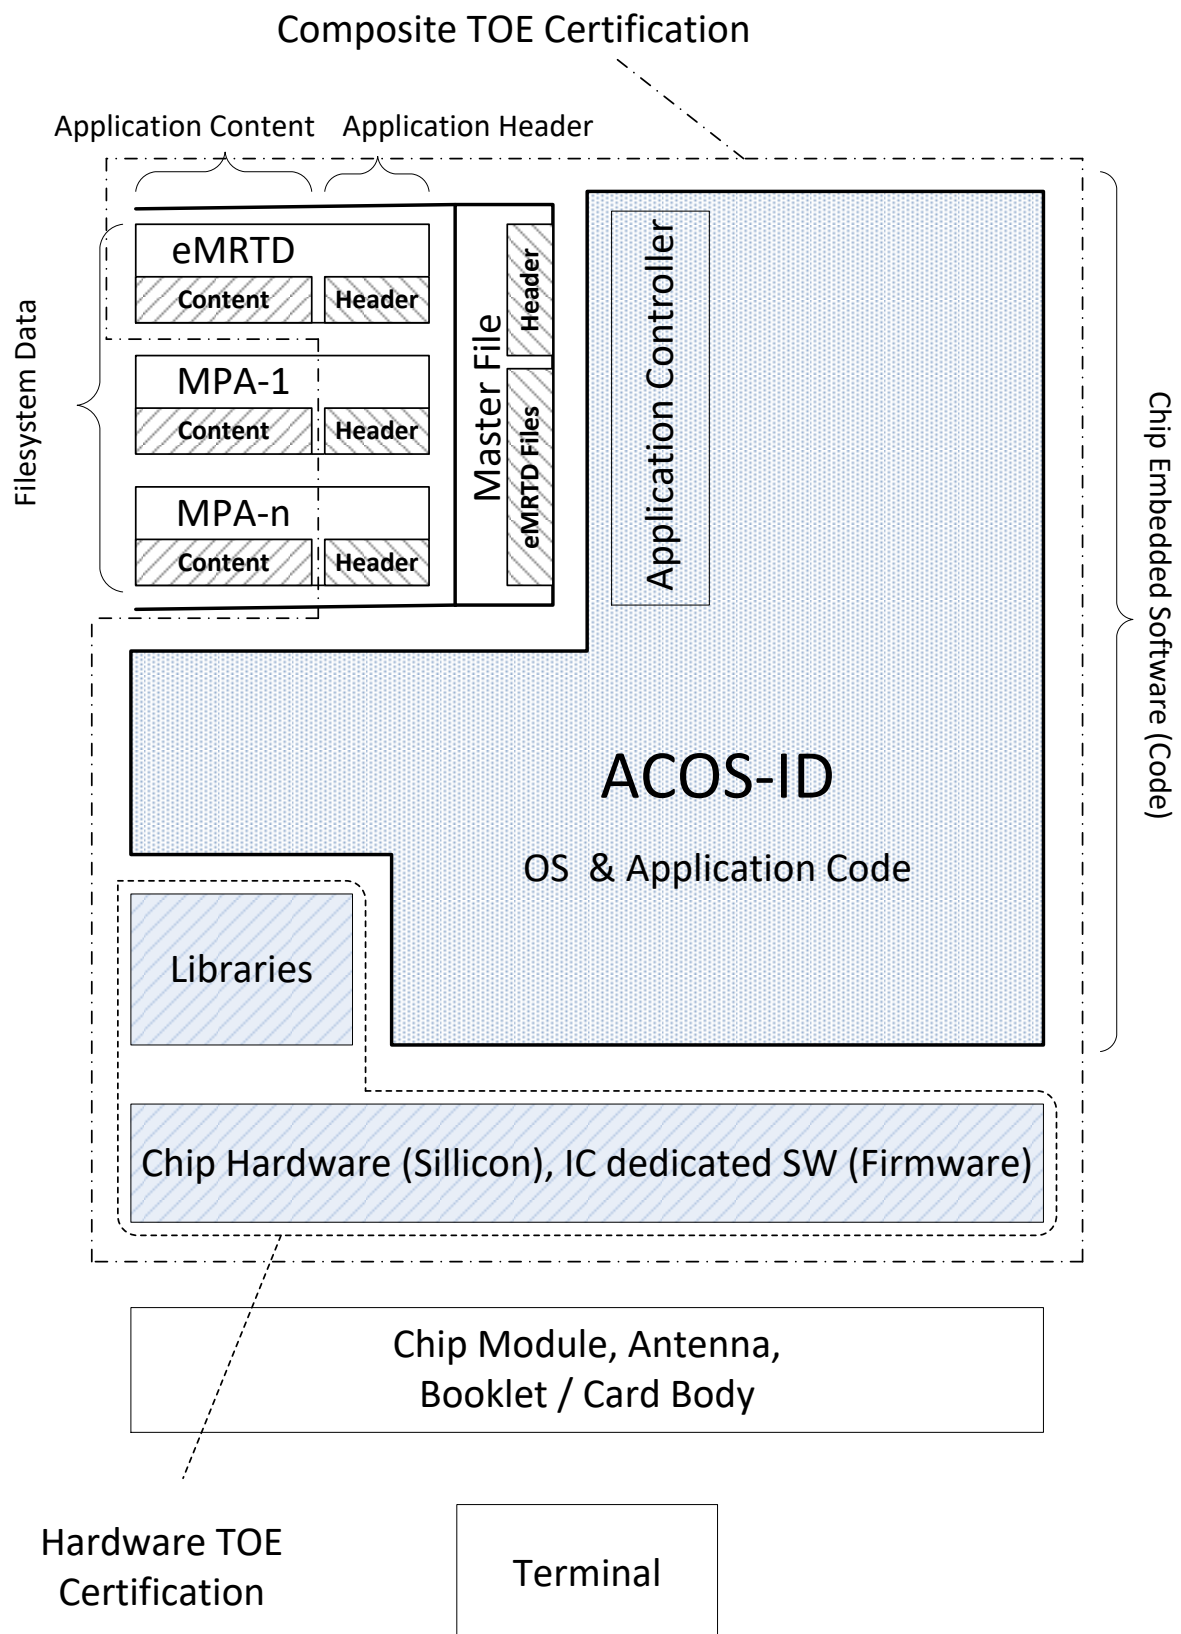 Composite TOE Certification
Application Content
Application Header
Filesystem Data
eMRTD
Content
Header
MPA-1
Content
Header
MPA-n
Content
Header
Master File
Header
eMRTD Files
Application Controller
Chip Embedded Software (Code)
ACOS-ID
OS & Application Code
Libraries
Chip Hardware (Sillicon), IC dedicated SW (Firmware)
Chip Module, Antenna,
Booklet / Card Body
Hardware TOE
Certification
Terminal